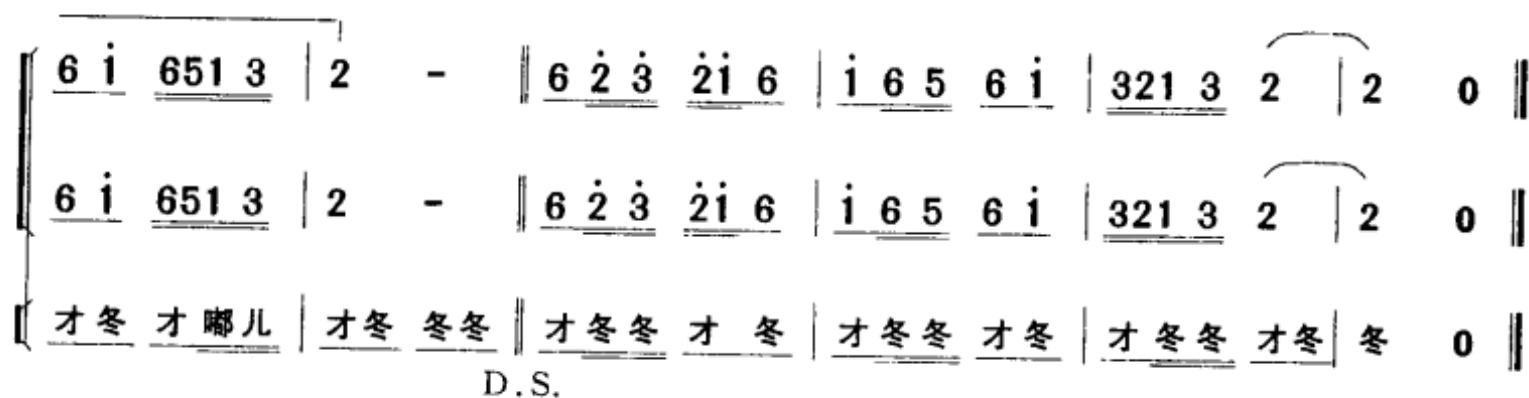 6 i̇ 651 3 | 2 - ‖ 6 2̇ 3̇ 2̇i̇ 6 | i̇ 6 5 6 i̇ | 321 3 2 | 2 0 ‖
6 i̇ 651 3 | 2 - ‖ 6 2̇ 3̇ 2̇i̇ 6 | i̇ 6 5 6 i̇ | 321 3 2 | 2 0 ‖
才冬 才嘟儿 | 才冬 冬冬 ‖ 才冬冬 才 冬 | 才冬冬 才冬 | 才冬冬 才冬 | 冬 0 ‖
D.S.